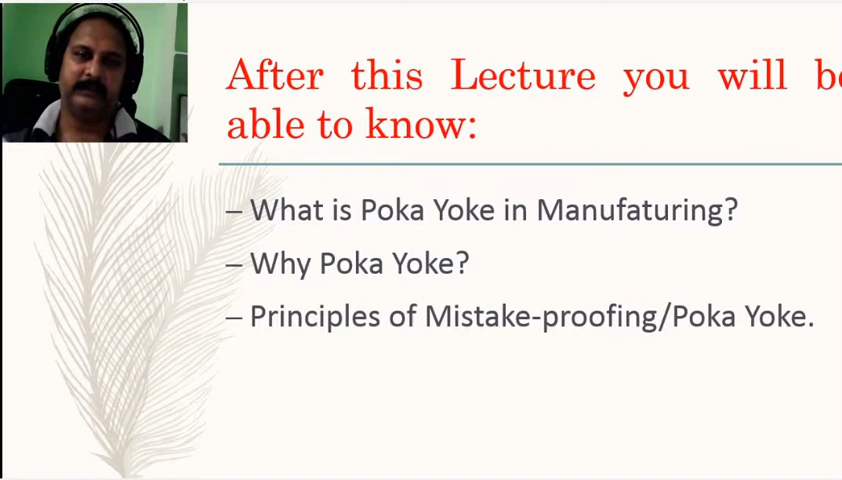 After this Lecture you will be
able to know:
– What is Poka Yoke in Manufaturing?
– Why Poka Yoke?
– Principles of Mistake-proofing/Poka Yoke.